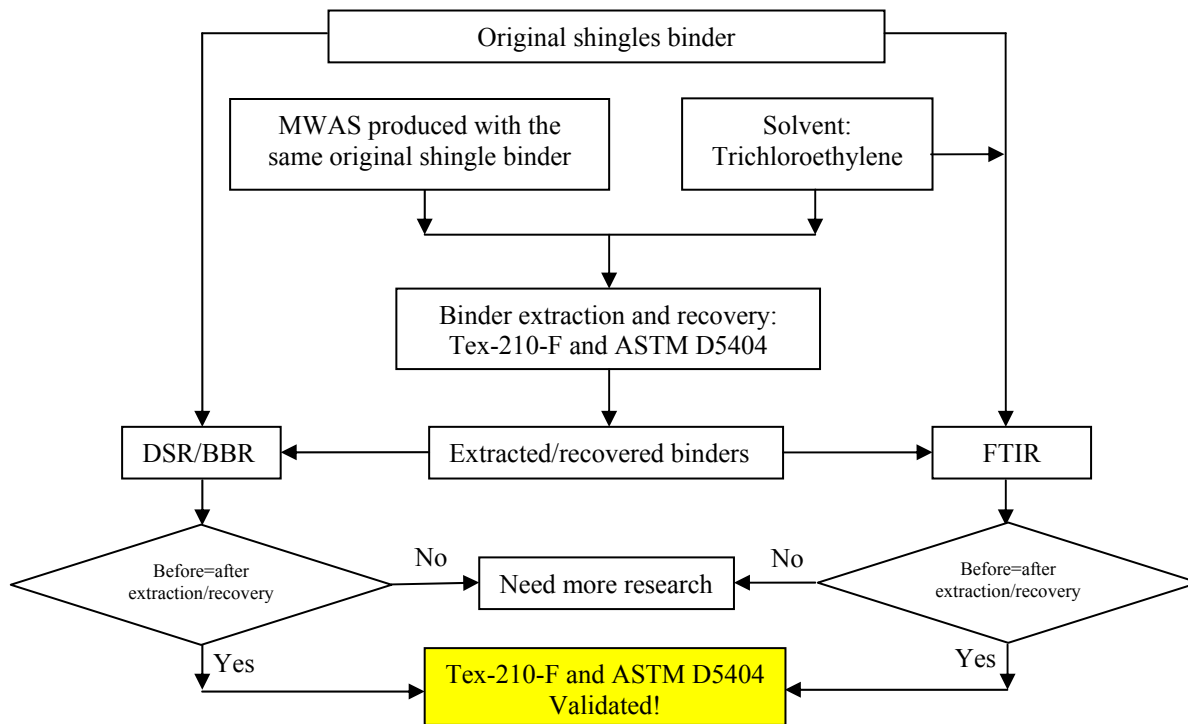 Original shingles binder
MWAS produced with the
same original shingle binder
Solvent:
Trichloroethylene
Binder extraction and recovery:
Tex-210-F and ASTM D5404
DSR/BBR
Extracted/recovered binders
FTIR
Before=after
extraction/recovery
No
Need more research
No
Before=after
extraction/recovery
Yes
Tex-210-F and ASTM D5404
Validated!
Yes